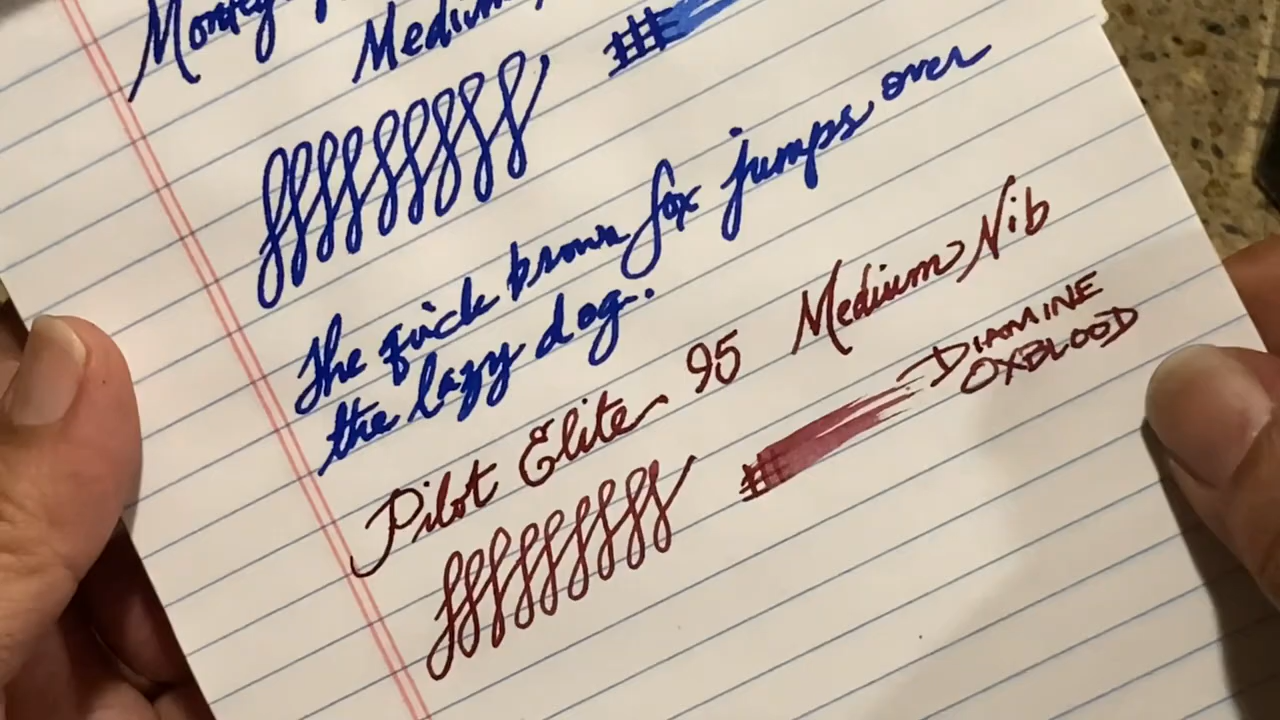 Medium
The quick brown fox jumps over
the lazy dog.
Pilot Elite 95 Medium Nib
DIAMINE
OXBLOOD